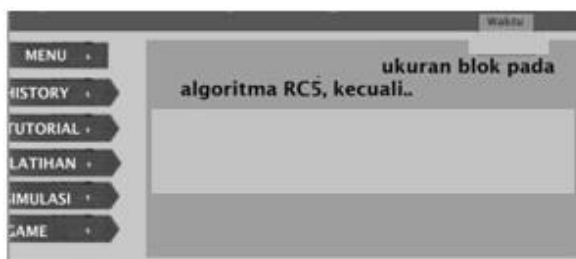 Waktu
MENU
HISTORY
TUTORIAL
LATIHAN
SIMULASI
GAME
ukuran blok pada
algoritma RC5, kecuali..